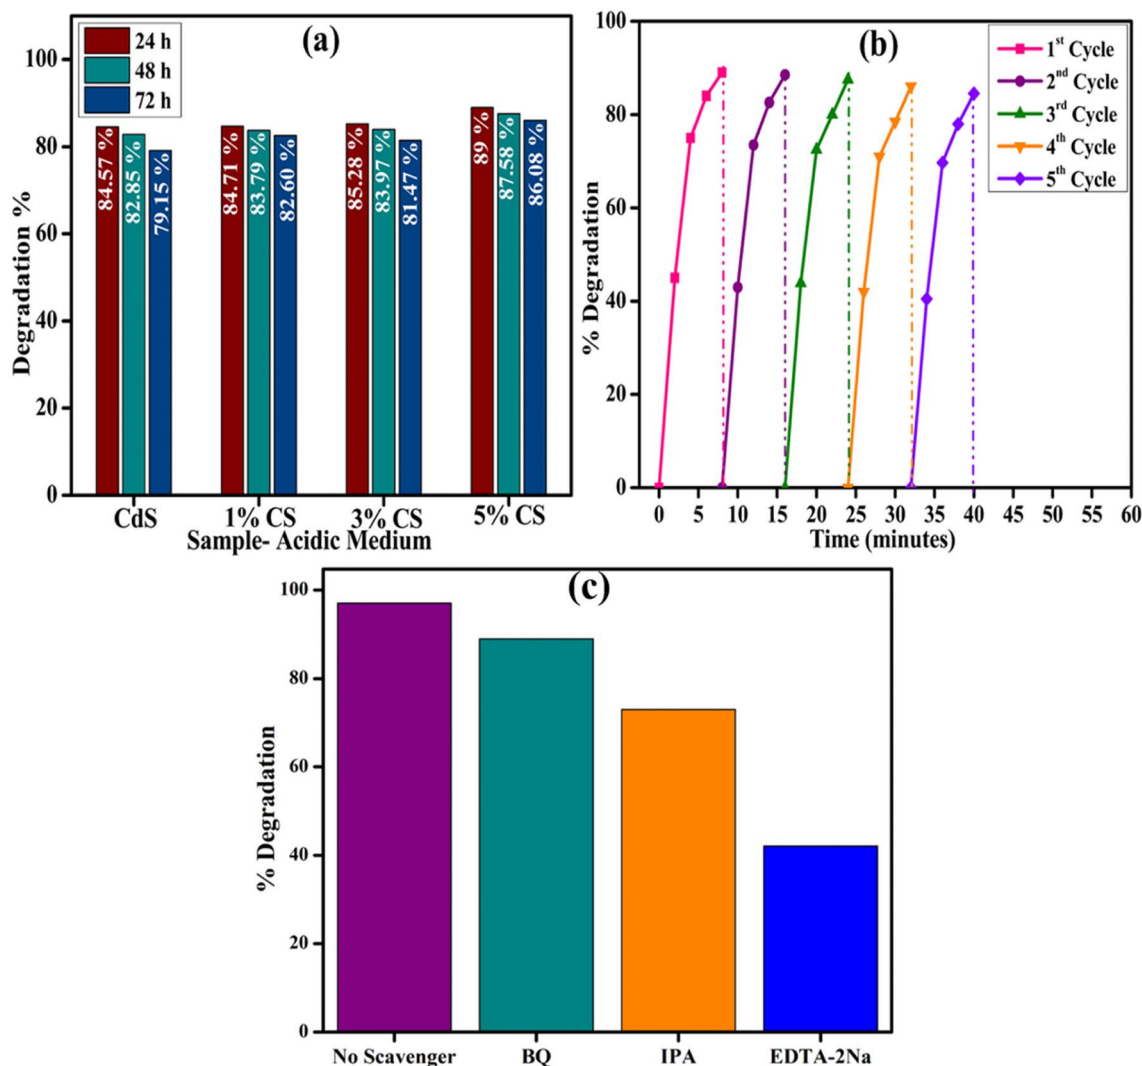 (a)
24 h
48 h
72 h
Degradation %
100
80
60
40
20
0
84.57 %
82.85 %
79.15 %
84.71 %
83.79 %
82.60 %
85.28 %
83.97 %
81.47 %
89 %
87.58 %
86.08 %
CdS 1% CS 3% CS 5% CS
Sample- Acidic Medium
(b)
1st Cycle
2nd Cycle
3rd Cycle
4th Cycle
5th Cycle
% Degradation
100
80
60
40
20
0
0 5 10 15 20 25 30 35 40 45 50 55 60
Time (minutes)
(c)
% Degradation
100
80
60
40
20
0
No Scavenger BQ IPA EDTA-2Na